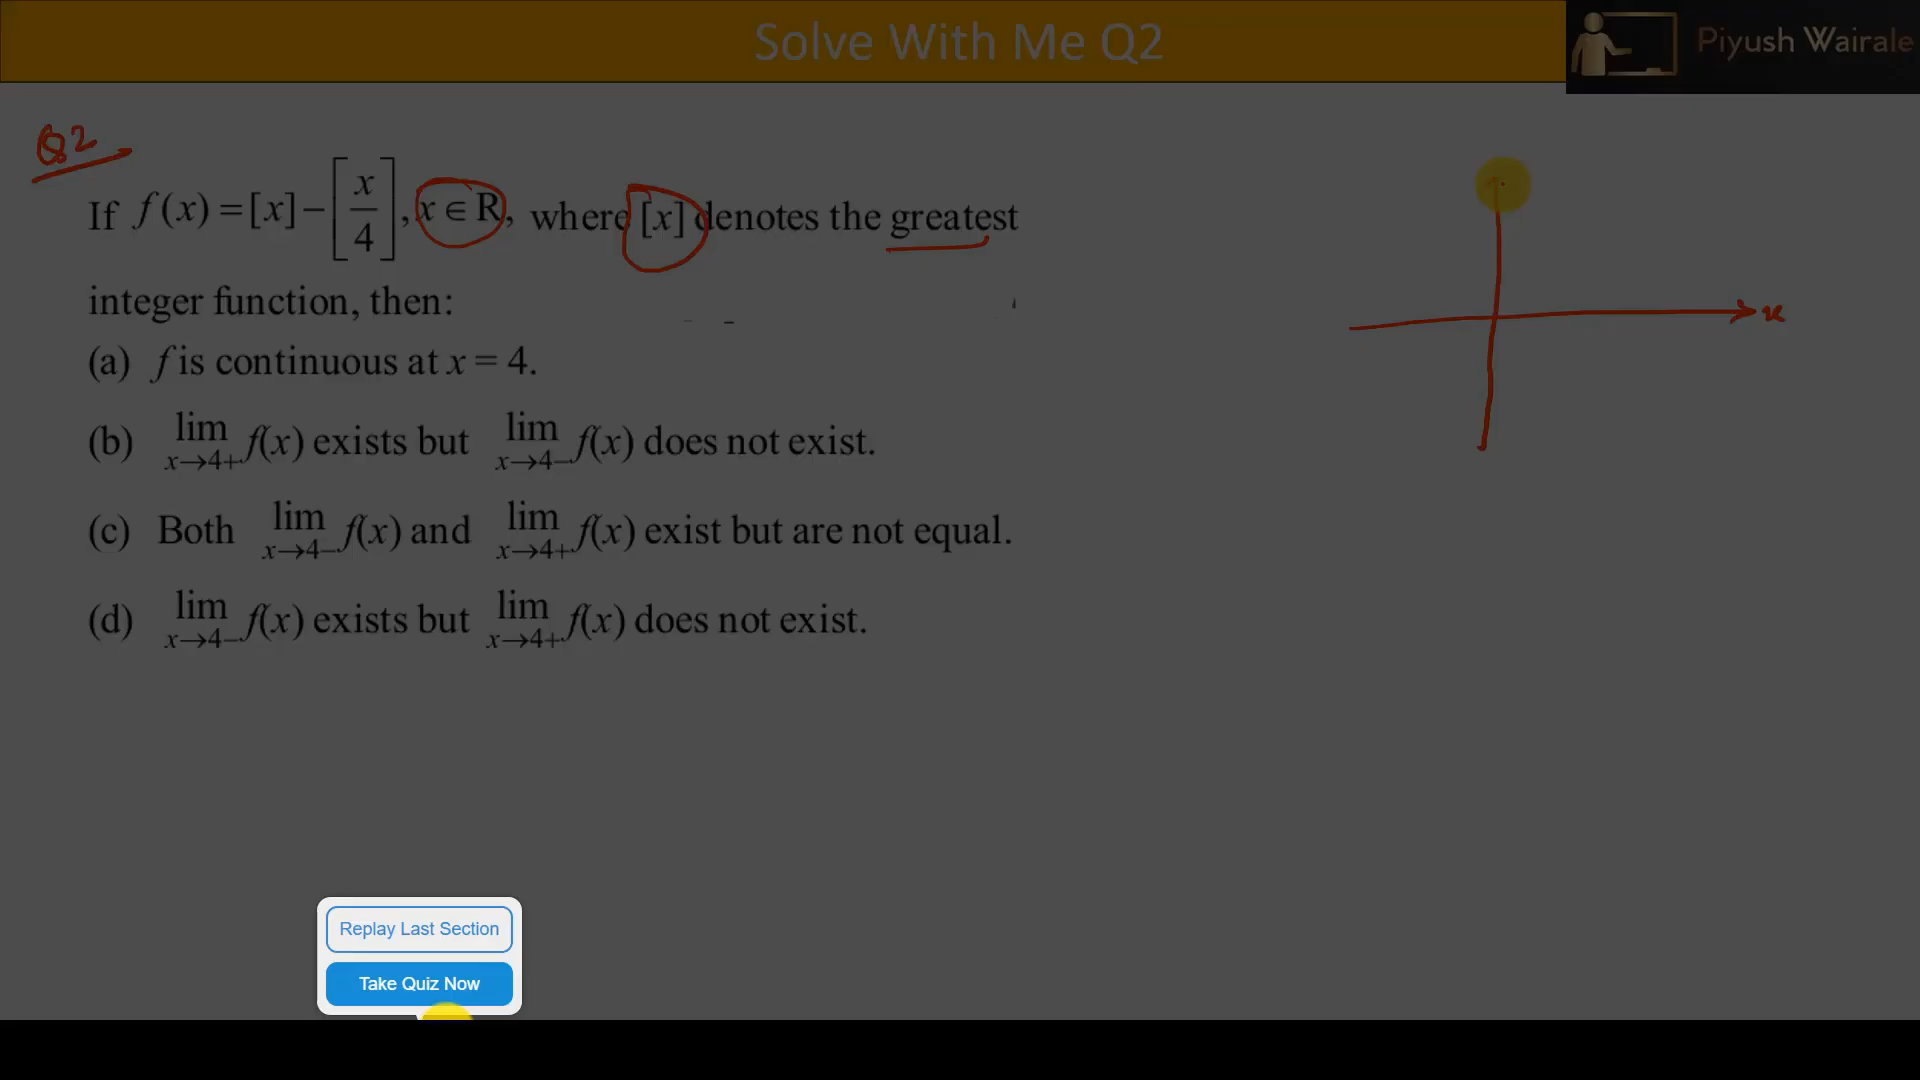 Solve With Me Q2
Piyush Wairale
Q2
If f(x) = [x] − [x/4], x ∈ R, where [x] denotes the greatest
integer function, then:
(a) f is continuous at x = 4.
(b) lim x→4+ f(x) exists but lim x→4− f(x) does not exist.
(c) Both lim x→4− f(x) and lim x→4+ f(x) exist but are not equal.
(d) lim x→4− f(x) exists but lim x→4+ f(x) does not exist.
x
Replay Last Section
Take Quiz Now